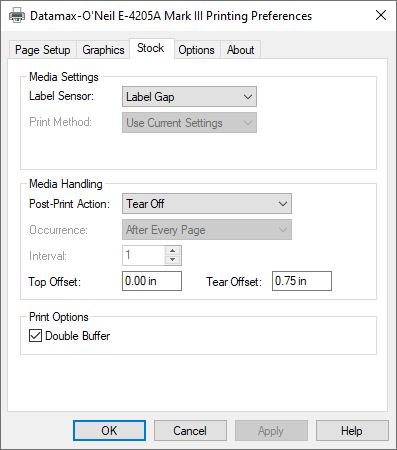 Datamax-O'Neil E-4205A Mark III Printing Preferences
Page Setup Graphics Stock Options About
Media Settings
Label Sensor: Label Gap
Print Method: Use Current Settings
Media Handling
Post-Print Action: Tear Off
Occurrence: After Every Page
Interval: 1
Top Offset: 0.00 in Tear Offset: 0.75 in
Print Options
Double Buffer
OK Cancel Apply Help